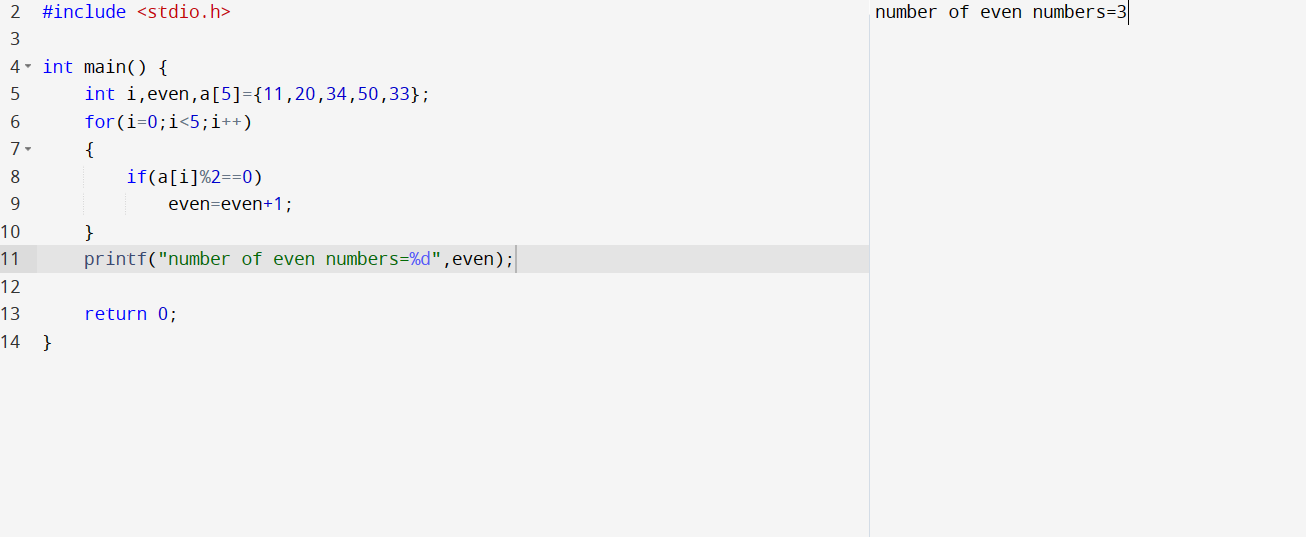 2 #include <stdio.h>
3
4 int main() {
5 int i,even,a[5]={11,20,34,50,33};
6 for(i=0;i<5;i++)
7 {
8 if(a[i]%2==0)
9 even=even+1;
10 }
11 printf("number of even numbers=%d",even);
12
13 return 0;
14 }
number of even numbers=3